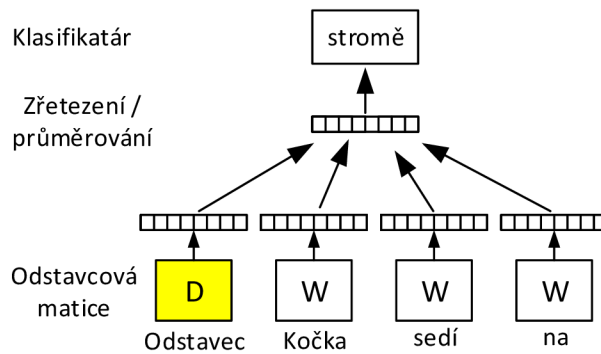 Klasifikatár
stromě
Zřetezení /
průměrování
Odstavcová
matice
D
W
W
W
Odstavec
Kočka
sedí
na